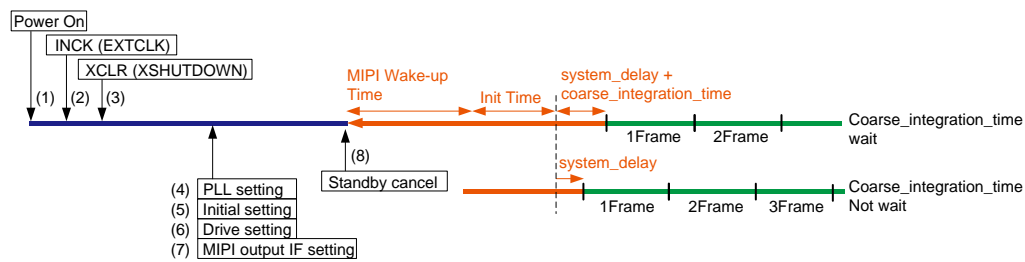 Power On
INCK (EXTCLK)
XCLR (XSHUTDOWN)
(1)
(2)
(3)
MIPI Wake-up
Time
Init Time
system_delay +
coarse_integration_time
1Frame
2Frame
Coarse_integration_time
wait
(8)
Standby cancel
system_delay
1Frame
2Frame
3Frame
Coarse_integration_time
Not wait
(4) PLL setting
(5) Initial setting
(6) Drive setting
(7) MIPI output IF setting